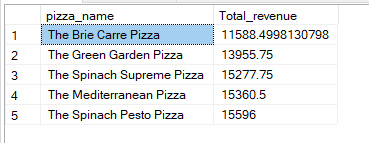 pizza_name Total_revenue
1 The Brie Carre Pizza 11588.4998130798
2 The Green Garden Pizza 13955.75
3 The Spinach Supreme Pizza 15277.75
4 The Mediterranean Pizza 15360.5
5 The Spinach Pesto Pizza 15596